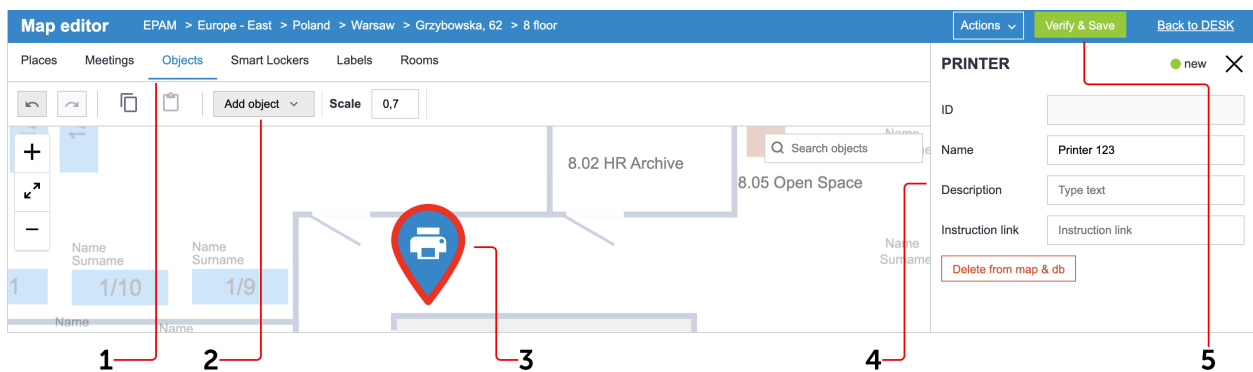 Map editor EPAM > Europe - East > Poland > Warsaw > Grzybowska, 62 > 8 floor Actions Verify & Save Back to DESK
Places Meetings Objects Smart Lockers Labels Rooms
PRINTER new
Add object Scale 0,7
ID
Name Printer 123
Description Type text
Instruction link Instruction link
Delete from map & db
Search objects
Name
8.02 HR Archive
8.05 Open Space
Name
Surname
Name
Surname
Name
Surname
1
1/10
1/9
Name
Name
1 2 3 4 5